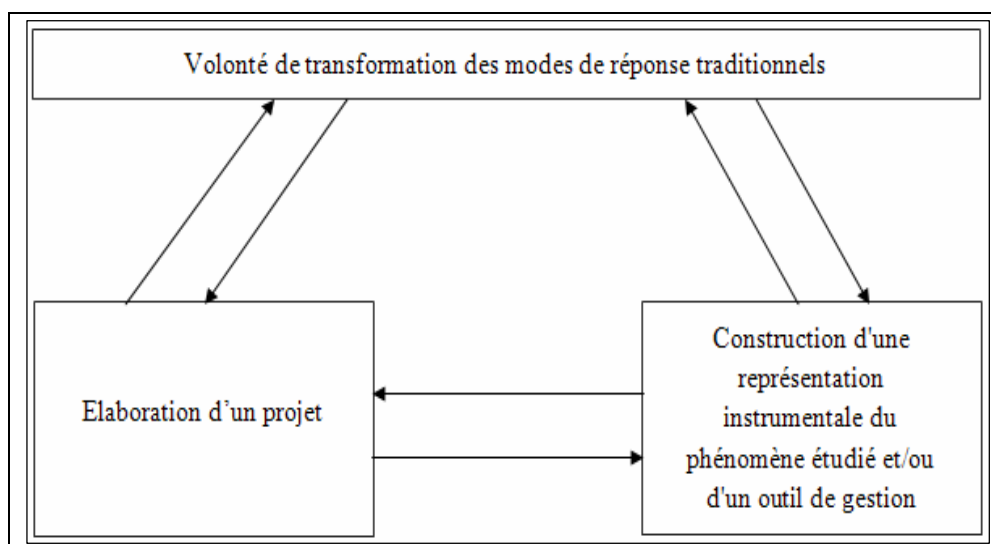 Volonté de transformation des modes de réponse traditionnels
Elaboration d’un projet
Construction d'une
représentation
instrumentale du
phénomène étudié et/ou
d'un outil de gestion